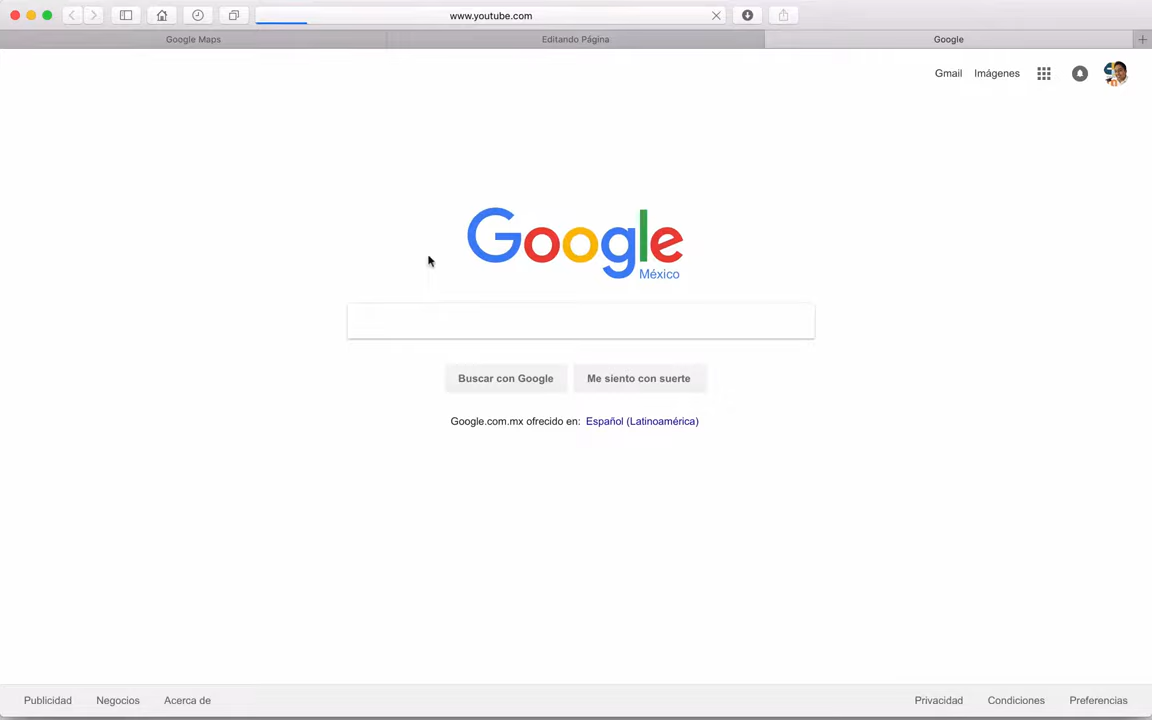 www.youtube.com
Google Maps
Editando Página
Google
Gmail
Imágenes
Google
México
Buscar con Google
Me siento con suerte
Google.com.mx ofrecido en: Español (Latinoamérica)
Publicidad
Negocios
Acerca de
Privacidad
Condiciones
Preferencias